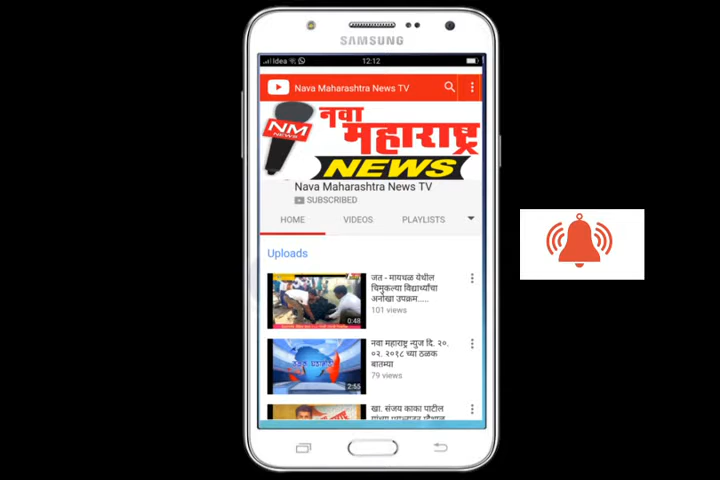 SAMSUNG
Idea
12:12
Nava Maharashtra News TV
NM
NEWS
नवा
महाराष्ट्र
NEWS
Nava Maharashtra News TV
SUBSCRIBED
HOME VIDEOS PLAYLISTS
Uploads
जत - मायथळ येथील
चिमुकल्या विद्यार्थ्यांचा
अनोखा उपक्रम.....
101 views
0:48
नवा महाराष्ट्र न्युज दि. २०.
०२. २०१८ च्या ठळक
बातम्या
79 views
2:55
खा. संजय काका पाटील